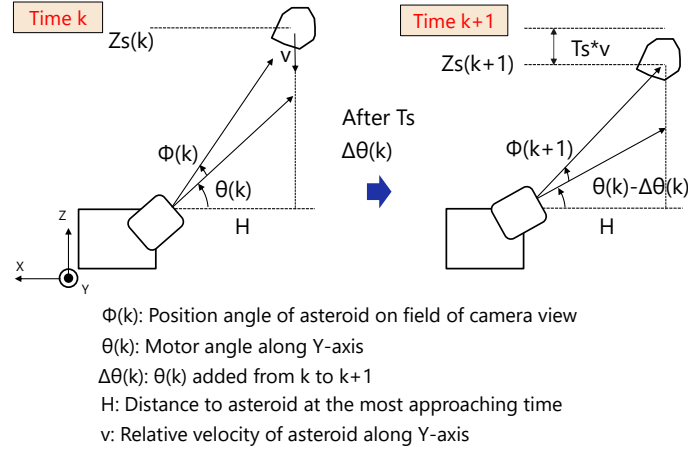 Time k
Time k+1
Zs(k)
v
Ts*v
Zs(k+1)
After Ts
Δθ(k)
Φ(k)
θ(k)
Φ(k+1)
θ(k)-Δθ(k)
H
H
Z
X
Y
Φ(k): Position angle of asteroid on field of camera view
θ(k): Motor angle along Y-axis
Δθ(k): θ(k) added from k to k+1
H: Distance to asteroid at the most approaching time
v: Relative velocity of asteroid along Y-axis